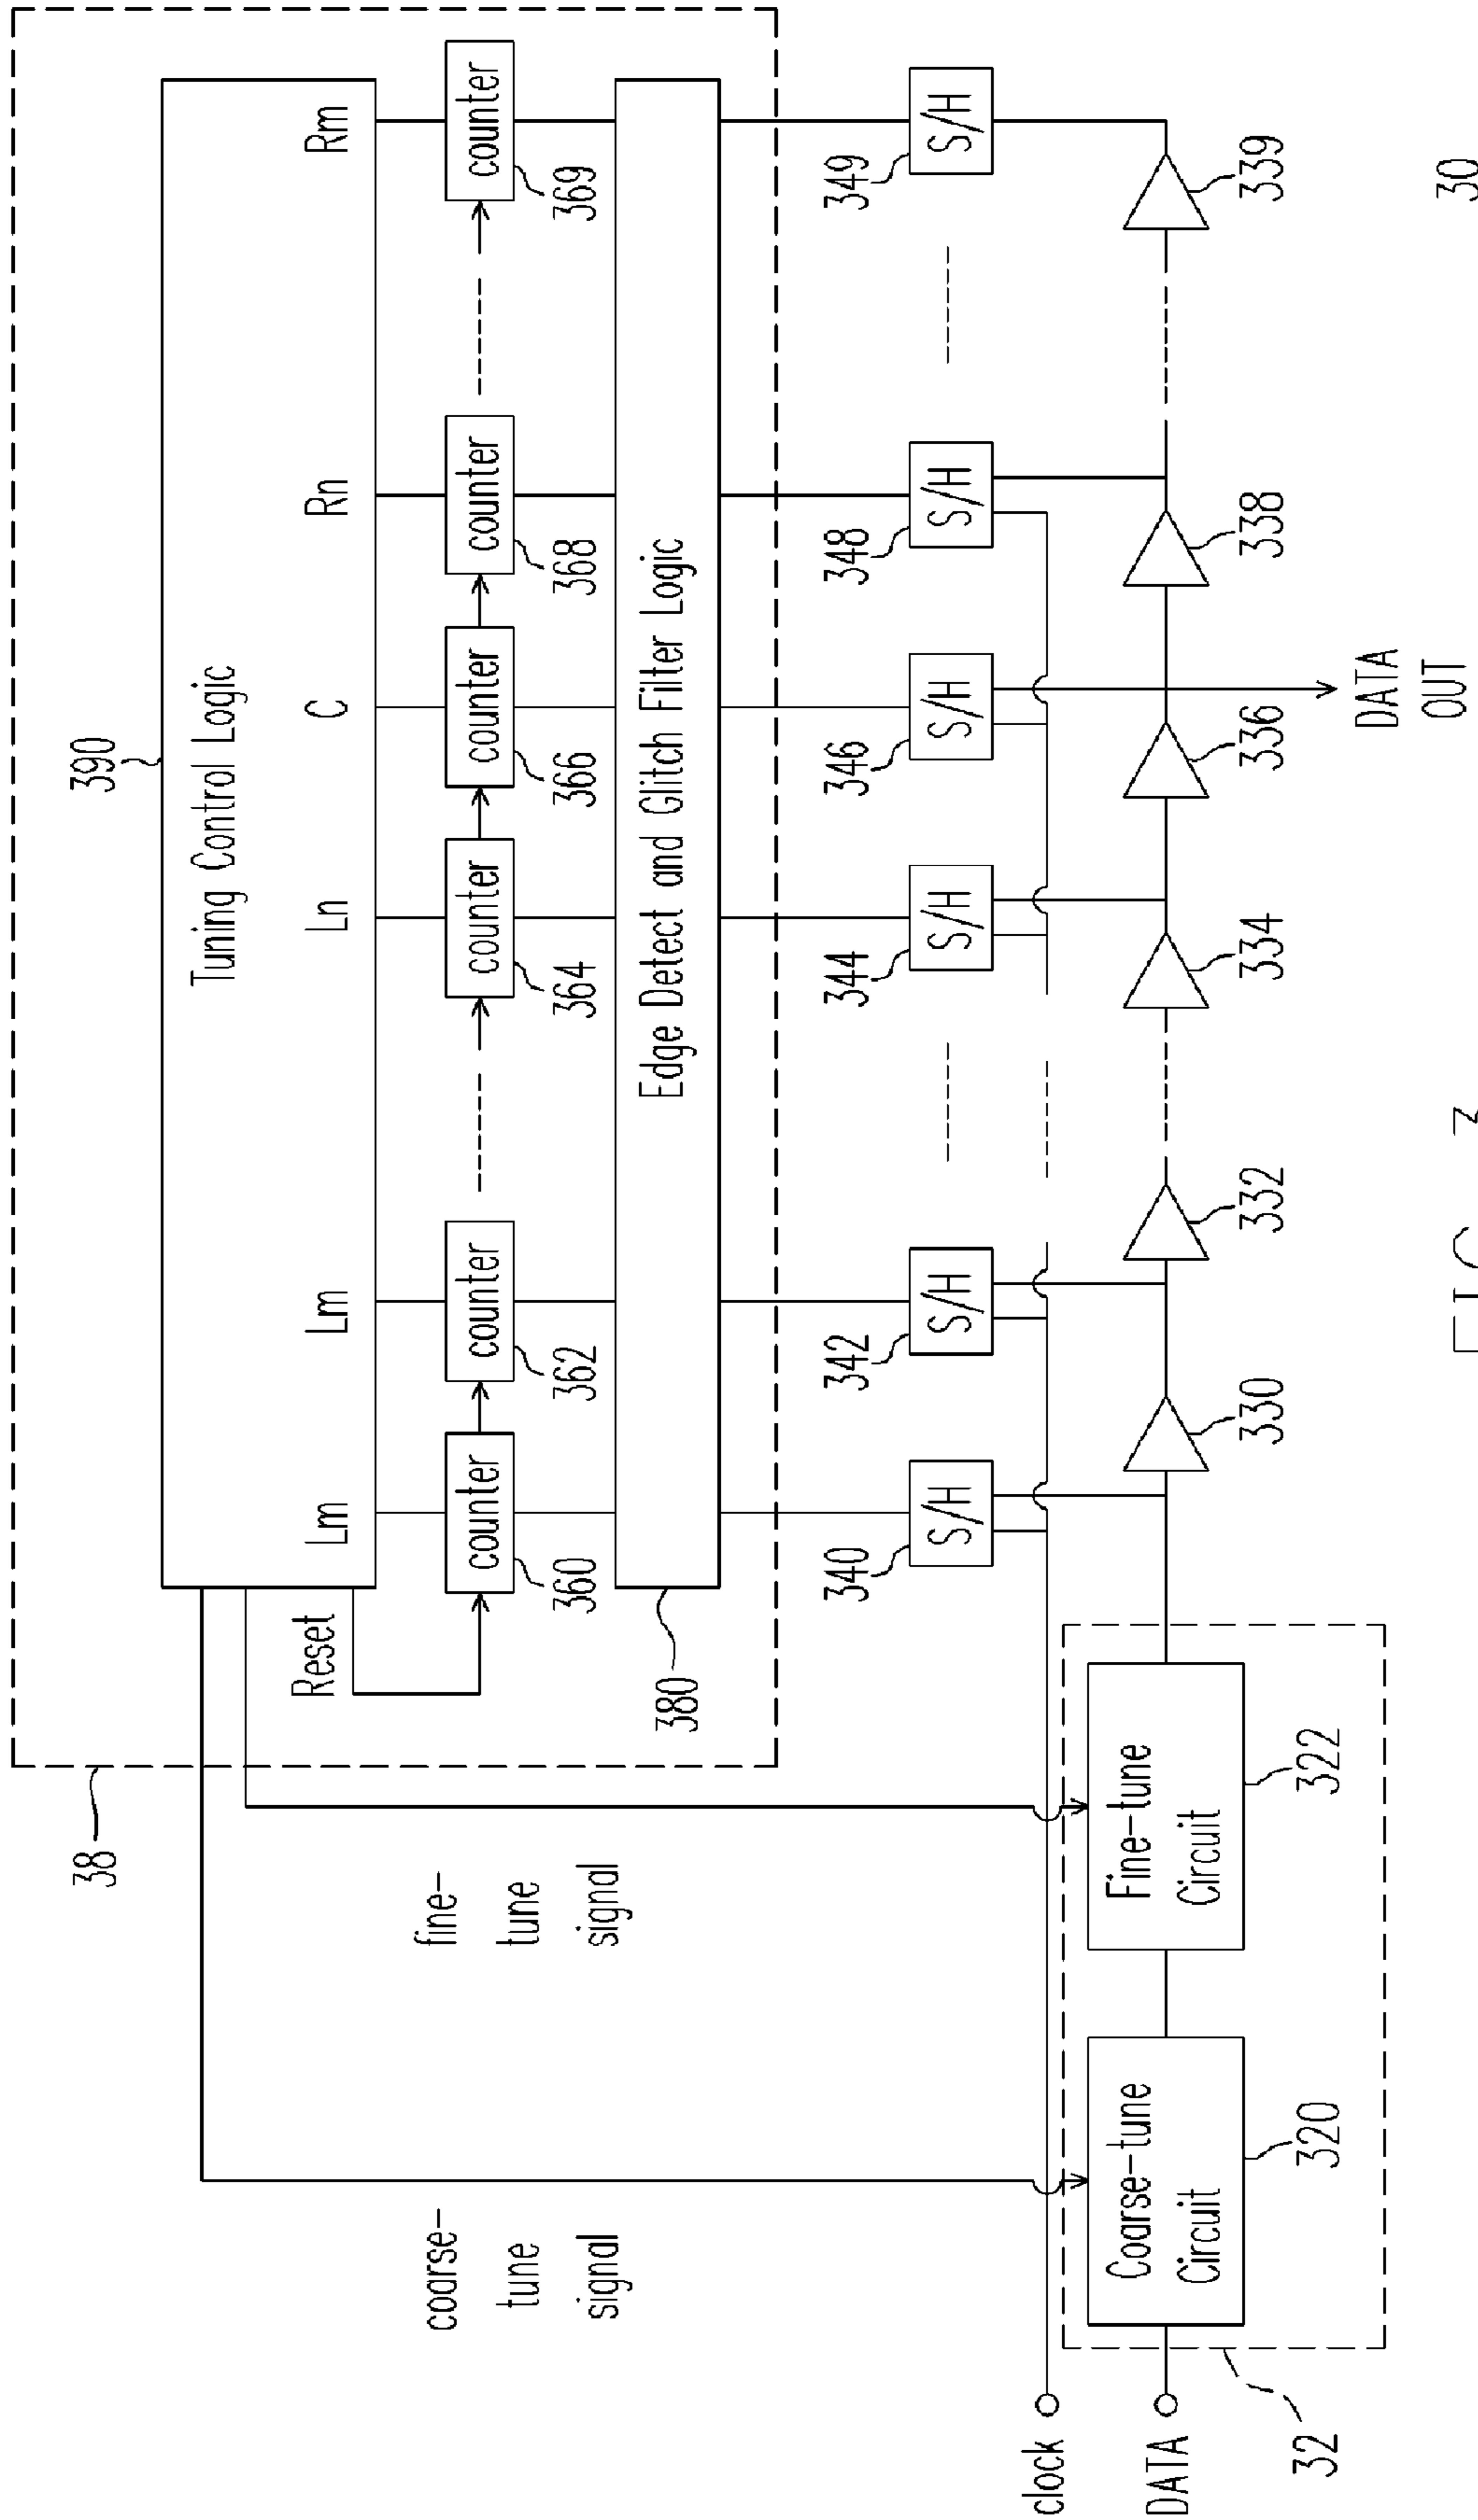 38
390
Tuning Control Logic
Lm
Lm
Ln
C
Rn
Rm
Reset
counter
counter
counter
counter
counter
counter
360
362
364
366
368
369
Edge Detect and Glitch Filter Logic
380
coarse-
tune
signal
fine-
tune
signal
340
342
344
346
348
349
S/H
S/H
S/H
S/H
S/H
S/H
clock
DATA
Coarse-tune
Circuit
Fine-tune
Circuit
320
322
32
330
332
334
336
338
339
DATA
OUT
30